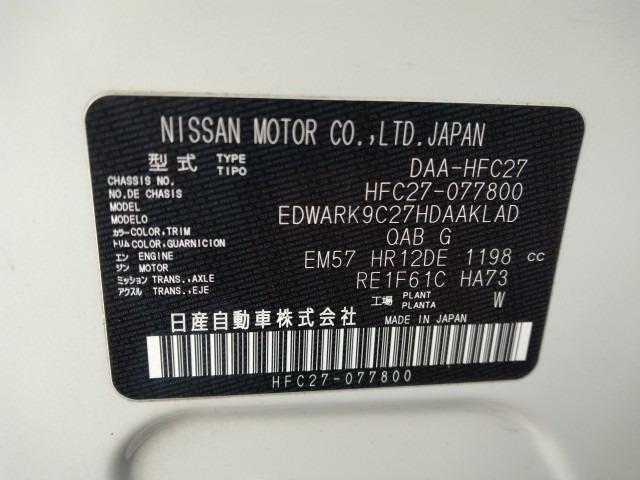 NISSAN MOTOR CO.,LTD.JAPAN
型式 TYPE TIPO DAA-HFC27
CHASSIS NO.
NO.DE CHASIS HFC27-077800
MODEL
MODELO EDWARK9C27HDAAKLAD
カラー COLOR,TRIM
トリム COLOR,GUARNICION QAB G
エン ENGINE
ジン MOTOR EM57 HR12DE 1198 cc
ミッション TRANS.,AXLE
アクスル TRANS.,EJE RE1F61C HA73
工場 PLANT PLANTA W
日産自動車株式会社 MADE IN JAPAN
HFC27-077800